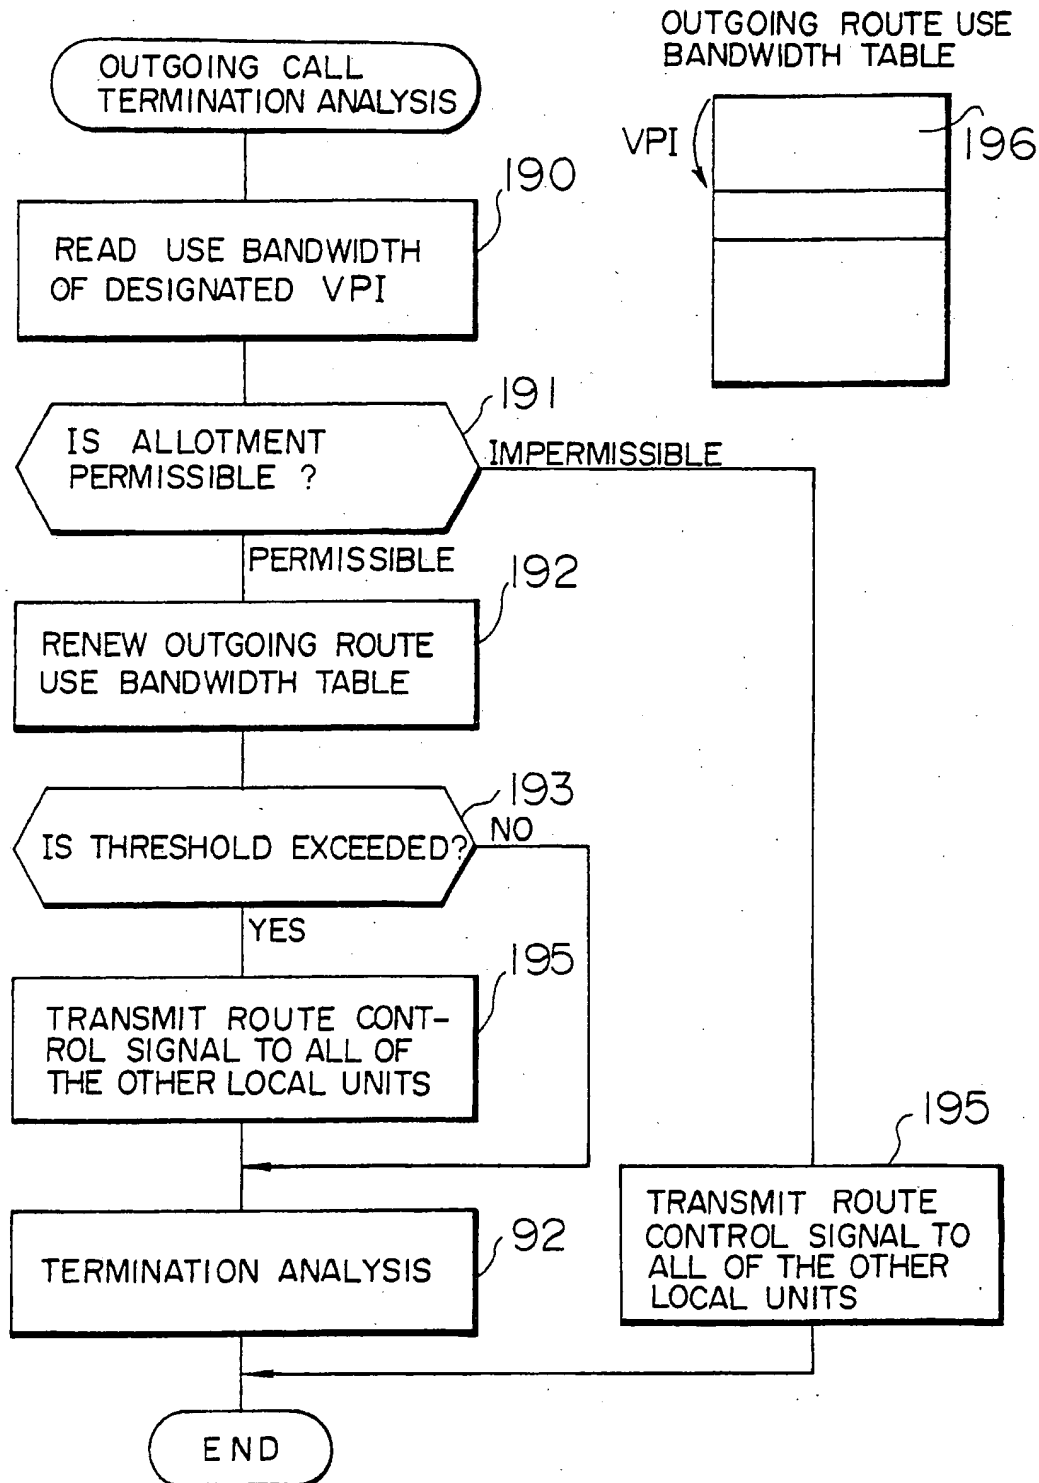 OUTGOING CALL
TERMINATION ANALYSIS
OUTGOING ROUTE USE
BANDWIDTH TABLE
VPI
196
190
READ USE BANDWIDTH
OF DESIGNATED VPI
191
IS ALLOTMENT
PERMISSIBLE ?
IMPERMISSIBLE
PERMISSIBLE
192
RENEW OUTGOING ROUTE
USE BANDWIDTH TABLE
193
IS THRESHOLD EXCEEDED?
NO
YES
195
TRANSMIT ROUTE CONT-
ROL SIGNAL TO ALL OF
THE OTHER LOCAL UNITS
195
TRANSMIT ROUTE
CONTROL SIGNAL TO
ALL OF THE OTHER
LOCAL UNITS
92
TERMINATION ANALYSIS
END